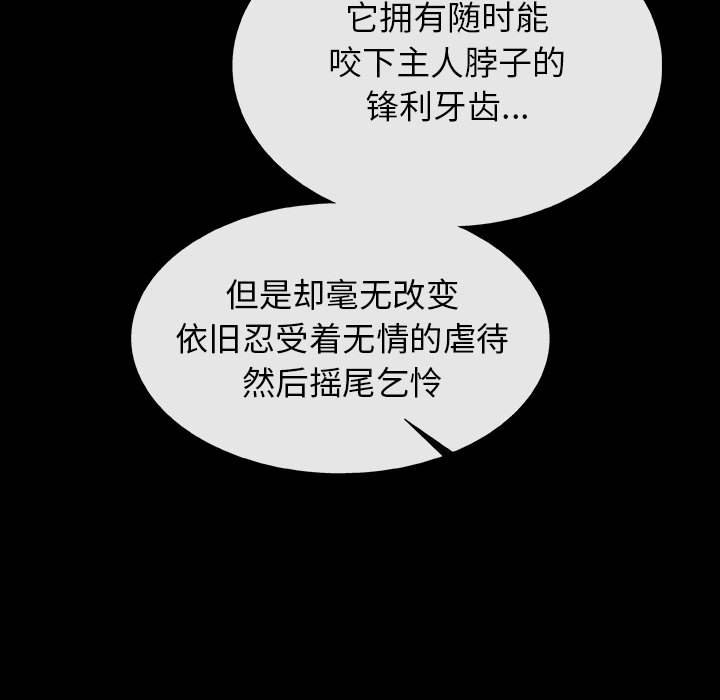 它拥有随时能
咬下主人脖子的
锋利牙齿...
但是却毫无改变
依旧忍受着无情的虐待
然后摇尾乞怜